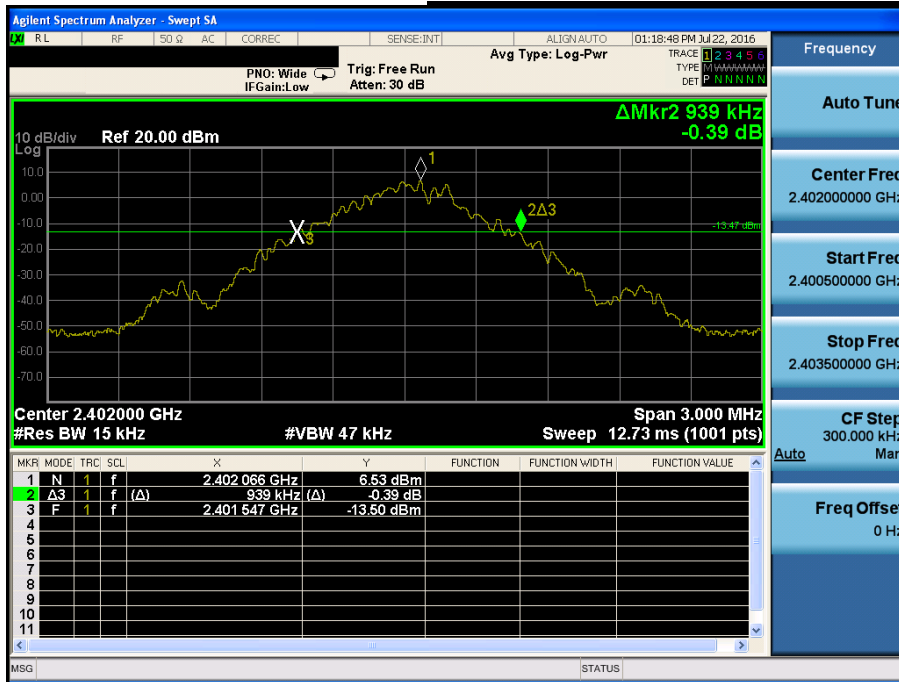 Agilent Spectrum Analyzer - Swept SA
LXI RL RF 50 Ω AC CORREC SENSE:INT ALIGN AUTO 01:18:48 PM Jul 22, 2016
Frequency
PNO: Wide
IFGain:Low
Trig: Free Run
Atten: 30 dB
Avg Type: Log-Pwr
TRACE 1 2 3 4 5 6
TYPE M WWWWW
DET P N N N N N
Auto Tune
ΔMkr2 939 kHz
-0.39 dB
10 dB/div Ref 20.00 dBm
Log
10.0
0.00
-10.0
-20.0
-30.0
-40.0
-50.0
-60.0
-70.0
1
2Δ3
3
-13.47 dBm
Center 2.402000 GHz
#Res BW 15 kHz
#VBW 47 kHz
Span 3.000 MHz
Sweep 12.73 ms (1001 pts)
Center Freq
2.402000000 GHz
Start Freq
2.400500000 GHz
Stop Freq
2.403500000 GHz
CF Step
300.000 kHz
Auto Man
Freq Offset
0 Hz
MKR MODE TRC SCL X Y FUNCTION FUNCTION WIDTH FUNCTION VALUE
1 N 1 f 2.402 066 GHz 6.53 dBm
2 Δ3 1 f (Δ) 939 kHz (Δ) -0.39 dB
3 F 1 f 2.401 547 GHz -13.50 dBm
4
5
6
7
8
9
10
11
MSG STATUS